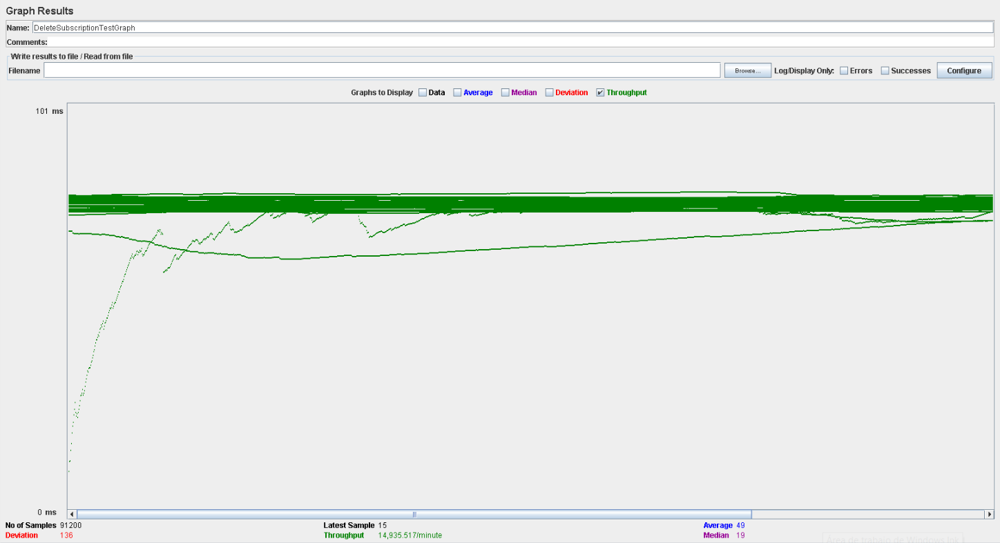 Graph Results
Name: DeleteSubscriptionTestGraph
Comments:
Write results to file / Read from file
Filename Browse... Log/Display Only: Errors Successes Configure
Graphs to Display Data Average Median Deviation Throughput
101 ms
0 ms
No of Samples 91200 Latest Sample 15 Average 49
Deviation 136 Throughput 14,935.517/minute Median 19
Área de trabajo de Windows Ink